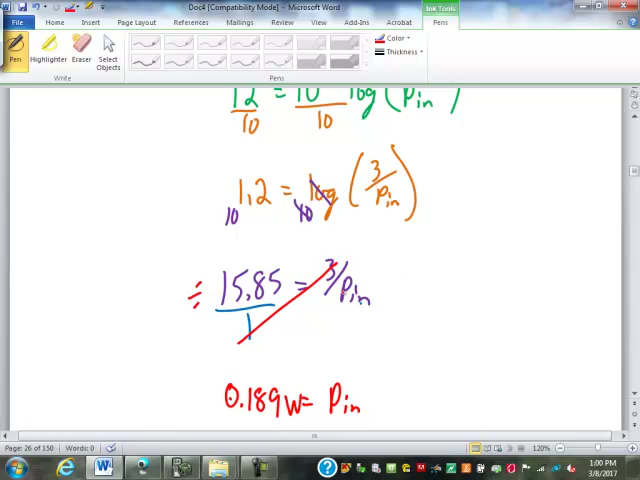 Doc4 [Compatibility Mode] - Microsoft Word
Ink Tools
File Home Insert Page Layout References Mailings Review View Acrobat Pens
Pen Highlighter Eraser Select Objects
Color
Thickness
Write Pens
12 = 10 log (Pin)
10 10
1.2 = log (3/Pin)
10 10
÷ 15.85 = 3/Pin
1
0.189W = Pin
Page: 26 of 150 Words: 0 120%
1:00 PM
3/8/2017